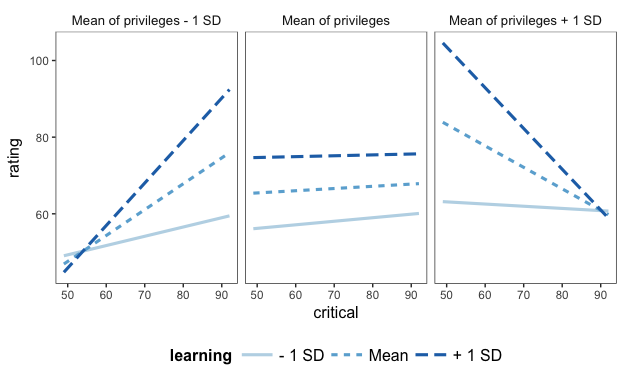 Mean of privileges - 1 SD
Mean of privileges
Mean of privileges + 1 SD
100
80
60
rating
50 60 70 80 90
50 60 70 80 90
50 60 70 80 90
critical
learning - 1 SD Mean + 1 SD